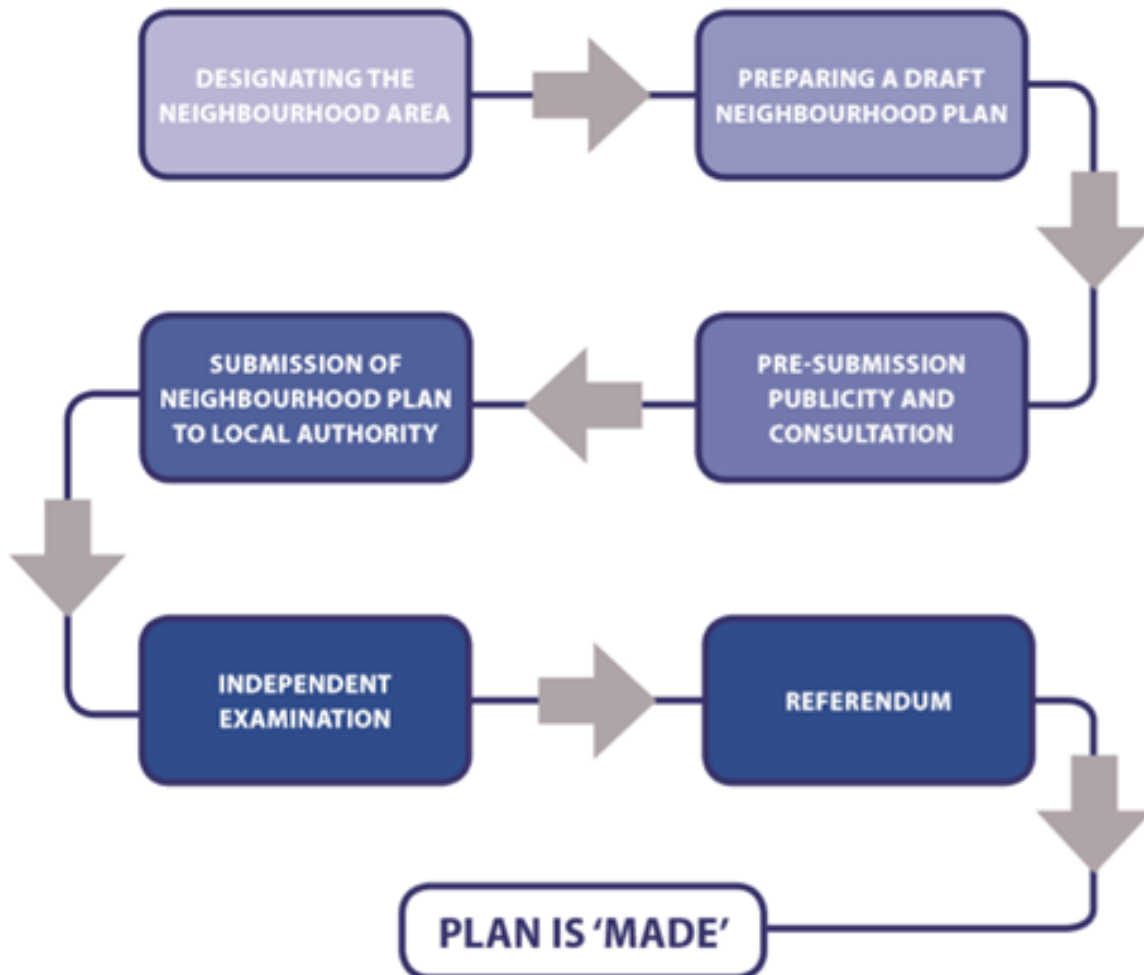 DESIGNATING THE
NEIGHBOURHOOD AREA
PREPARING A DRAFT
NEIGHBOURHOOD PLAN
PRE-SUBMISSION
PUBLICITY AND
CONSULTATION
SUBMISSION OF
NEIGHBOURHOOD PLAN
TO LOCAL AUTHORITY
INDEPENDENT
EXAMINATION
REFERENDUM
PLAN IS ‘MADE’